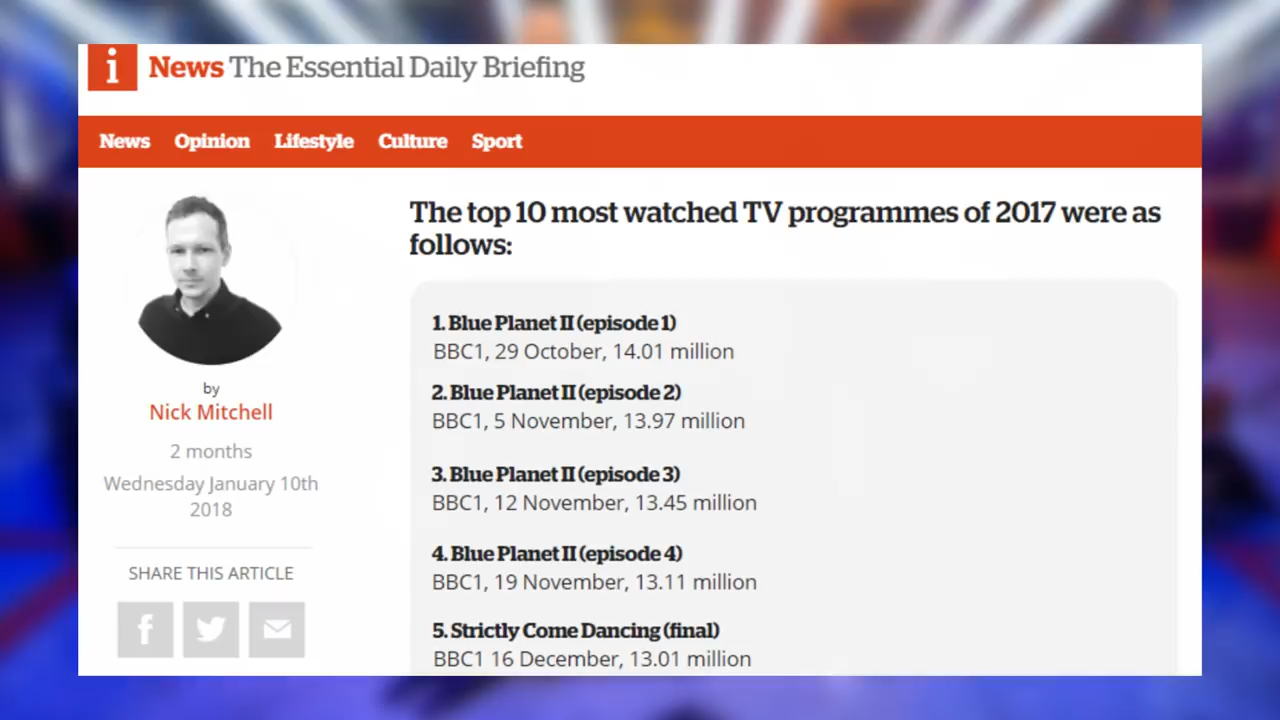 i News The Essential Daily Briefing
News Opinion Lifestyle Culture Sport
The top 10 most watched TV programmes of 2017 were as
follows:
by
Nick Mitchell
2 months
Wednesday January 10th
2018
SHARE THIS ARTICLE
f
1. Blue Planet II (episode 1)
BBC1, 29 October, 14.01 million
2. Blue Planet II (episode 2)
BBC1, 5 November, 13.97 million
3. Blue Planet II (episode 3)
BBC1, 12 November, 13.45 million
4. Blue Planet II (episode 4)
BBC1, 19 November, 13.11 million
5. Strictly Come Dancing (final)
BBC1 16 December, 13.01 million